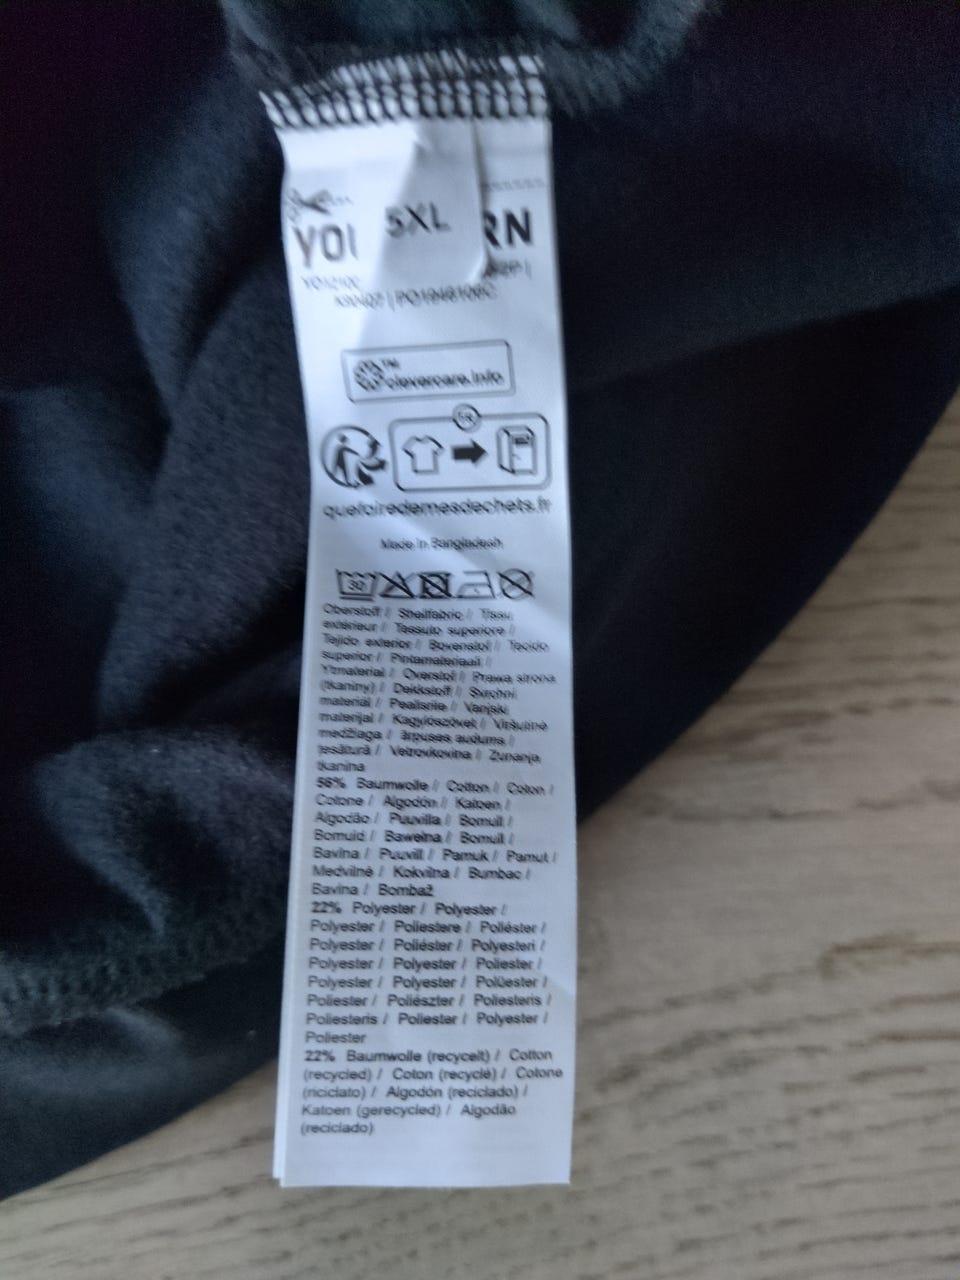 5XL
YOU RN
clevercare.info
FR
quefairedemesdechets.fr
Made in Bangladesh
30
Oberstoff / Shellfabric / Tissu
extérieur / Tessuto superiore /
Tejido exterior / Bovenstof / Tecido
superior / Pintamateriaali /
Ytmaterial / Overstof / Prawa strona
(tkaniny) / Dekkstoff / Svrchní
materiál / Pealisriie / Vanjski
materijal / Kagylószövet / Viršutinė
medžiaga / ārpuses audums /
țesătură / Vetrovkovina / Zunanja
tkanina
56% Baumwolle / Cotton / Coton /
Cotone / Algodón / Katoen /
Algodão / Puuvilla / Bomull /
Bomuld / Bawełna / Bomull /
Bavlna / Puuvill / Pamuk / Pamut /
Medvilnė / Kokvilna / Bumbac /
Bavlna / Bombaž
22% Polyester / Polyester /
Polyester / Poliestere / Poliéster /
Polyester / Poliéster / Polyesteri /
Polyester / Polyester / Poliester /
Polyester / Polyester / Polüester /
Poliester / Poliészter / Poliesteris /
Poliesteris / Poliester / Polyester /
Poliester
22% Baumwolle (recycelt) / Cotton
(recycled) / Coton (recyclé) / Cotone
(riciclato) / Algodón (reciclado) /
Katoen (gerecycled) / Algodão
(reciclado)